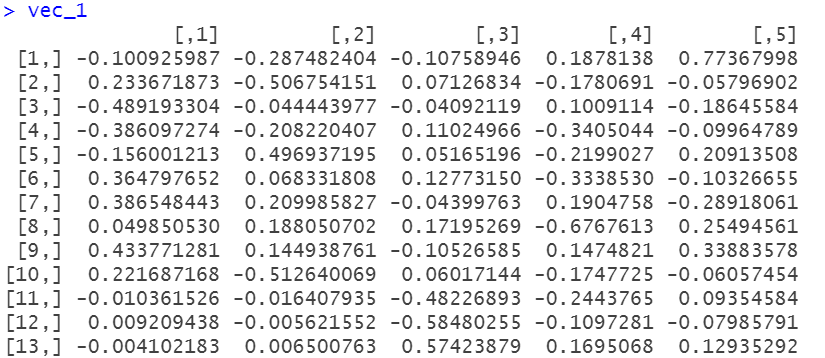 > vec_1
[,1] [,2] [,3] [,4] [,5]
[1,] -0.100925987 -0.287482404 -0.10758946 0.1878138 0.77367998
[2,] 0.233671873 -0.506754151 0.07126834 -0.1780691 -0.05796902
[3,] -0.489193304 -0.044443977 -0.04092119 0.1009114 -0.18645584
[4,] -0.386097274 -0.208220407 0.11024966 -0.3405044 -0.09964789
[5,] -0.156001213 0.496937195 0.05165196 -0.2199027 0.20913508
[6,] 0.364797652 0.068331808 0.12773150 -0.3338530 -0.10326655
[7,] 0.386548443 0.209985827 -0.04399763 0.1904758 -0.28918061
[8,] 0.049850530 0.188050702 0.17195269 -0.6767613 0.25494561
[9,] 0.433771281 0.144938761 -0.10526585 0.1474821 0.33883578
[10,] 0.221687168 -0.512640069 0.06017144 -0.1747725 -0.06057454
[11,] -0.010361526 -0.016407935 -0.48226893 -0.2443765 0.09354584
[12,] 0.009209438 -0.005621552 -0.58480255 -0.1097281 -0.07985791
[13,] -0.004102183 0.006500763 0.57423879 0.1695068 0.12935292